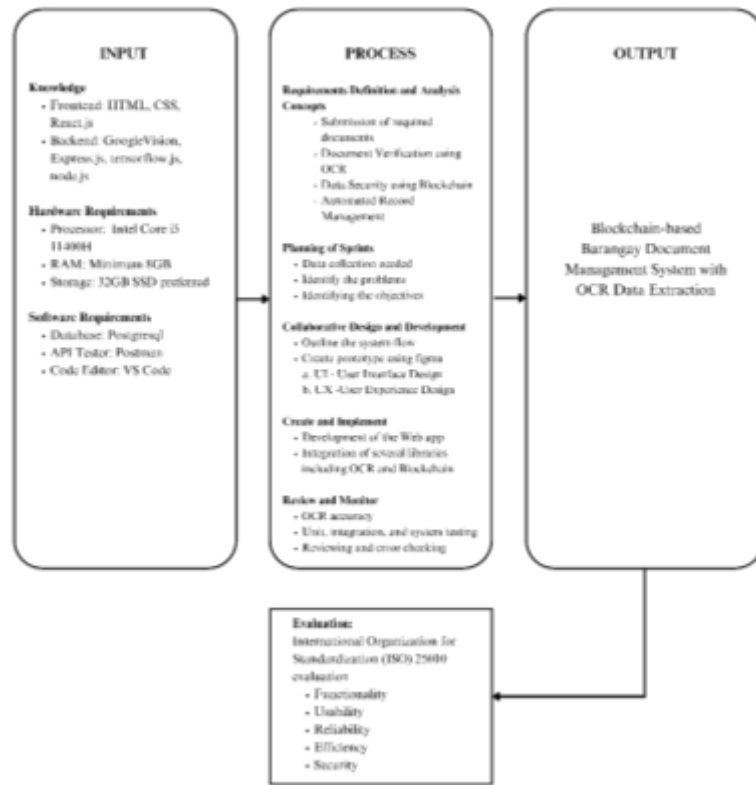 INPUT
Knowledge
• Frontend: HTML, CSS,
React.js
• Backend: GoogleVision,
Express.js, tensorflow.js,
node.js
Hardware Requirements
• Processor: Intel Core i5
11400H
• RAM: Minimum 8GB
• Storage: 32GB SSD preferred
Software Requirements
• Database: Postgresql
• API Tester: Postman
• Code Editor: VS Code
PROCESS
Requirements Definition and Analysis
Concepts
- Submission of required
documents
- Document Verification using
OCR
- Data Security using Blockchain
- Automated Record
Management
Planning of Sprints
• Data collection needed
• Identify the problems
• Identifying the objectives
Collaborative Design and Development
• Outline the system flow
• Create prototype using figma
a. UI - User Interface Design
b. UX -User Experience Design
Create and Implement
• Development of the Web app
• Integration of several libraries
including OCR and Blockchain
Review and Monitor
• OCR accuracy
• Unit, integration, and system testing
• Reviewing and error checking
OUTPUT
Blockchain-based
Barangay Document
Management System with
OCR Data Extraction
Evaluation:
International Organization for
Standardization (ISO) 25000
evaluation
• Functionality
• Usability
• Reliability
• Efficiency
• Security